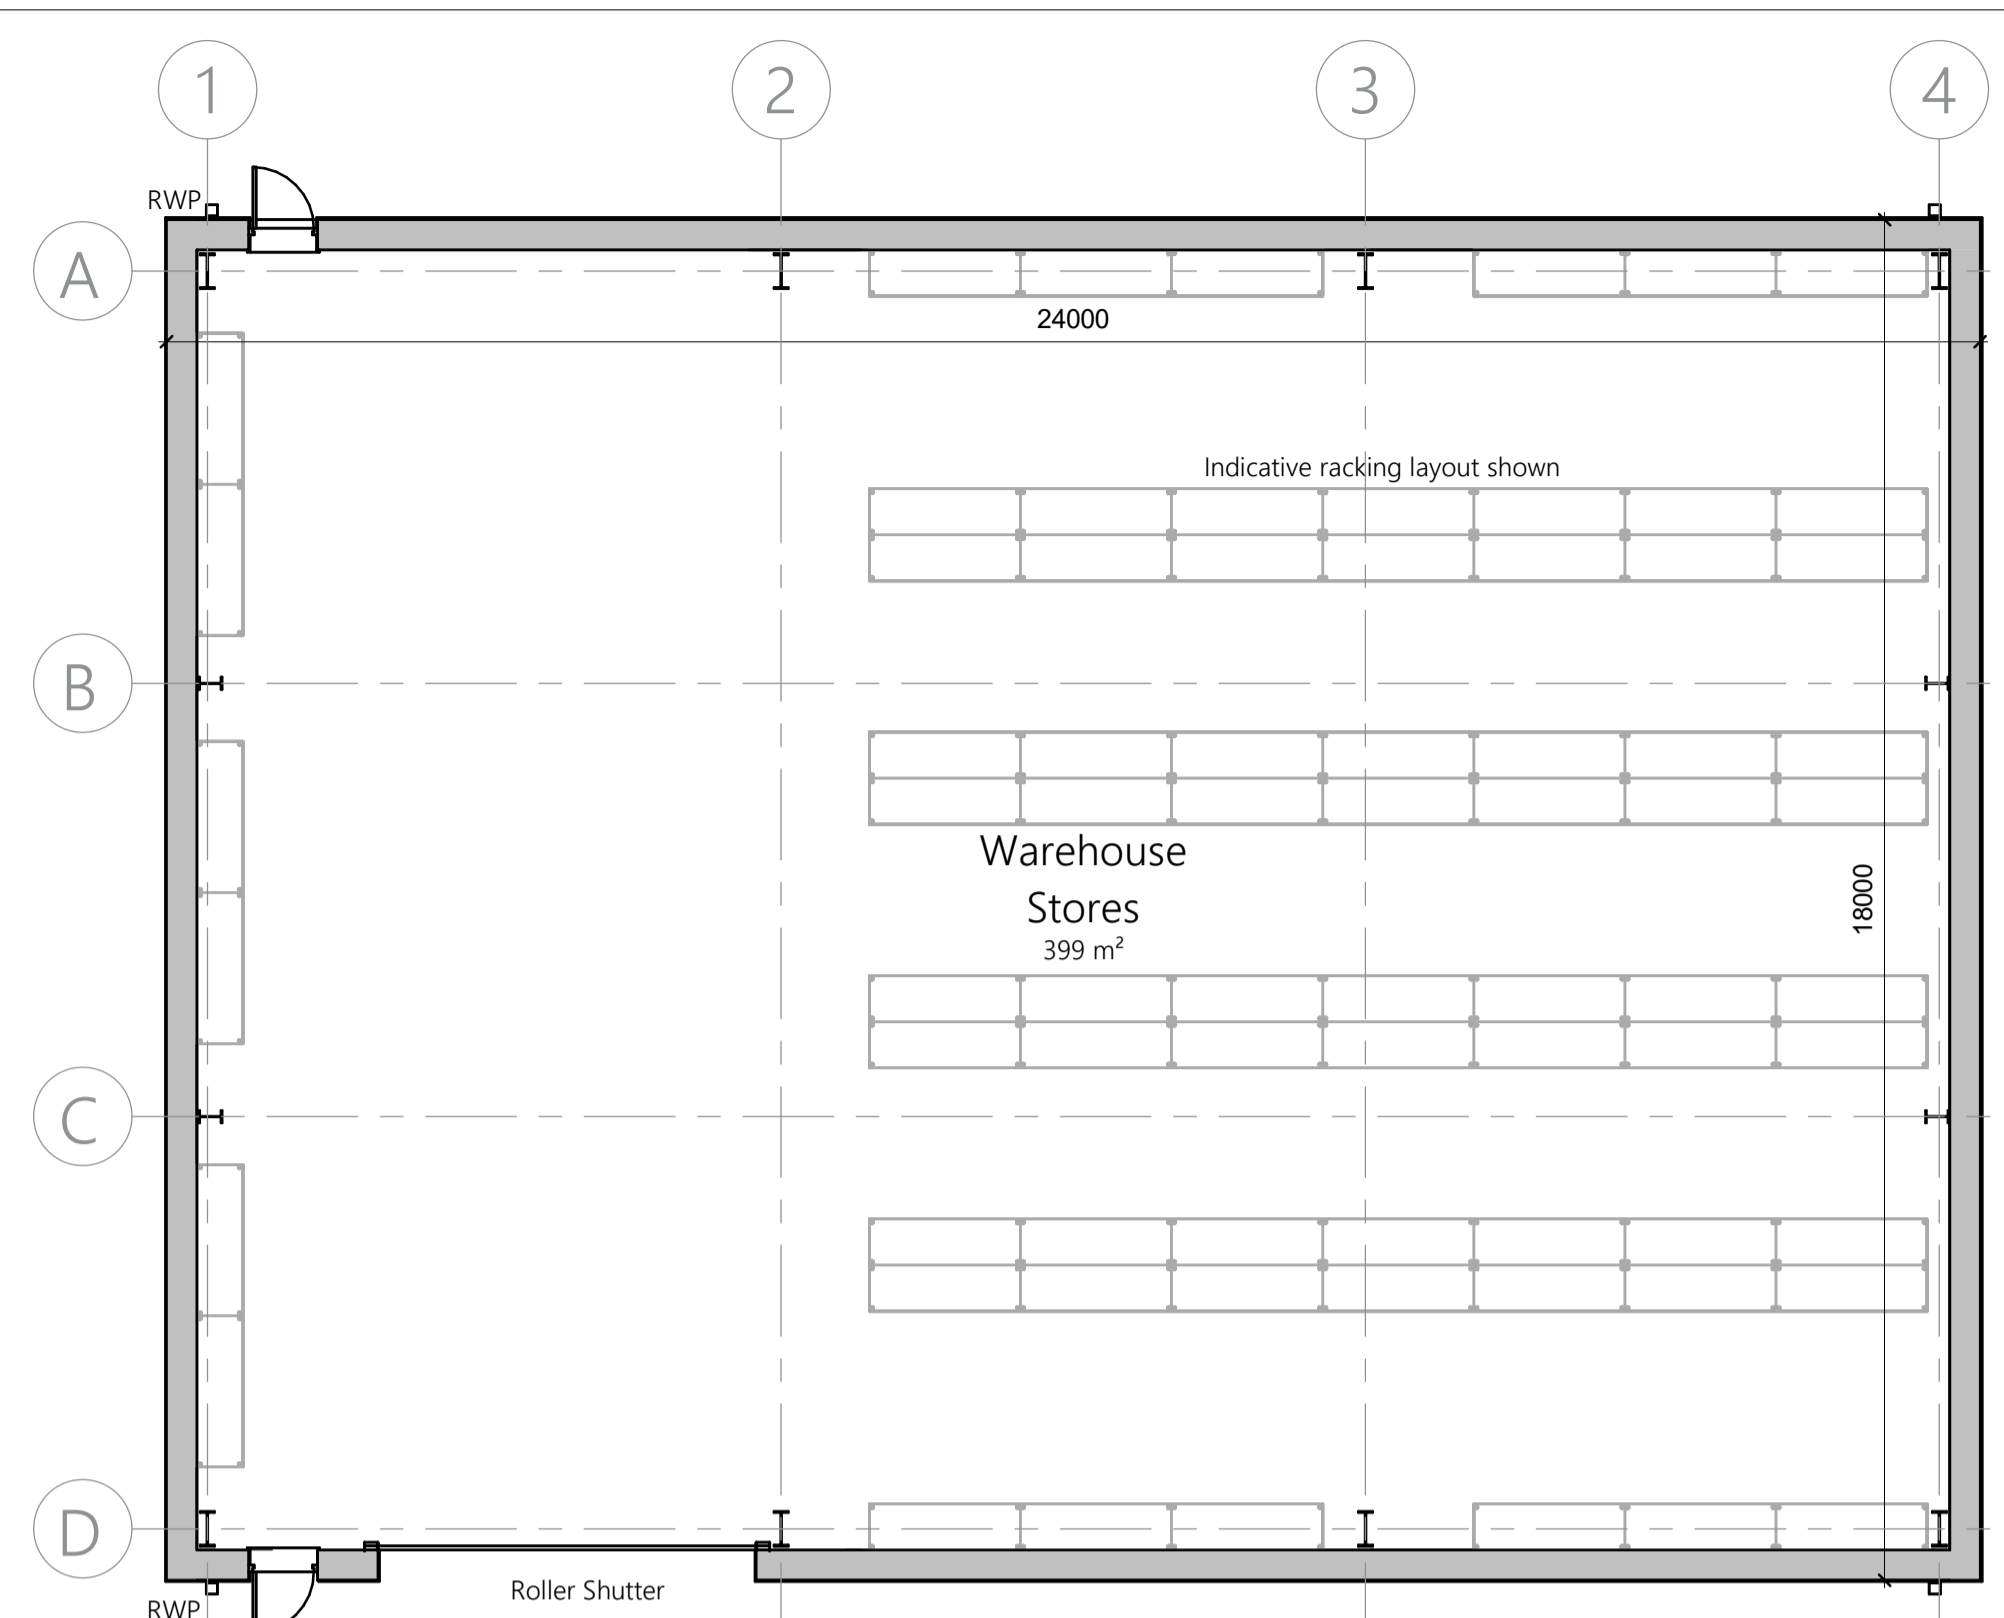 1
2
3
4
RWP
A
24000
Indicative racking layout shown
B
Warehouse
Stores
399 m²
18000
C
D
Roller Shutter
RWP